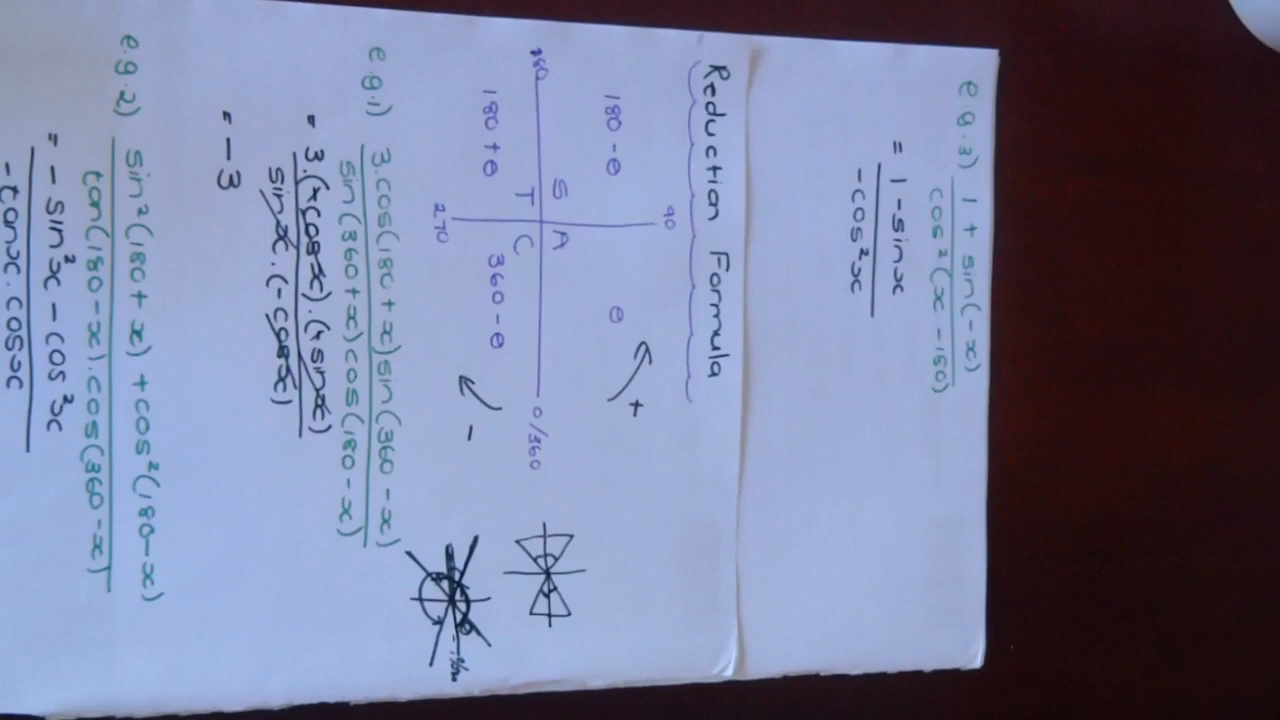 e.g.3) 1 + sin(-x)
cos²(x - 180)
= 1 - sinx
-cos²x
Reduction Formula
90
180 - θ
θ
+
S A
180
0/360
T C
180 + θ
360 - θ
270
-
e.g.1) 3.cos(180 + x)sin(360 - x)
sin(360 + x)cos(180 - x)
= 3.(-cosx).(-sinx)
sinx.(-cosx)
= -3
e.g.2) sin²(180 + x) + cos²(180 - x)
tan(180 - x).cos(360 - x)
= - sin²x - cos²x
-tanx.cosx